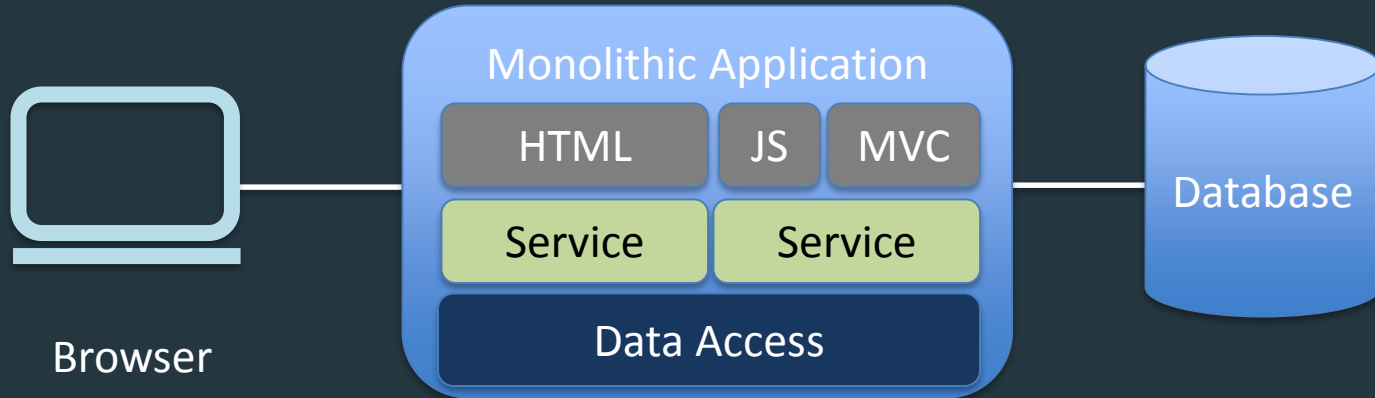 Monolithic Application
HTML JS MVC
Service Service
Data Access
Browser
Database